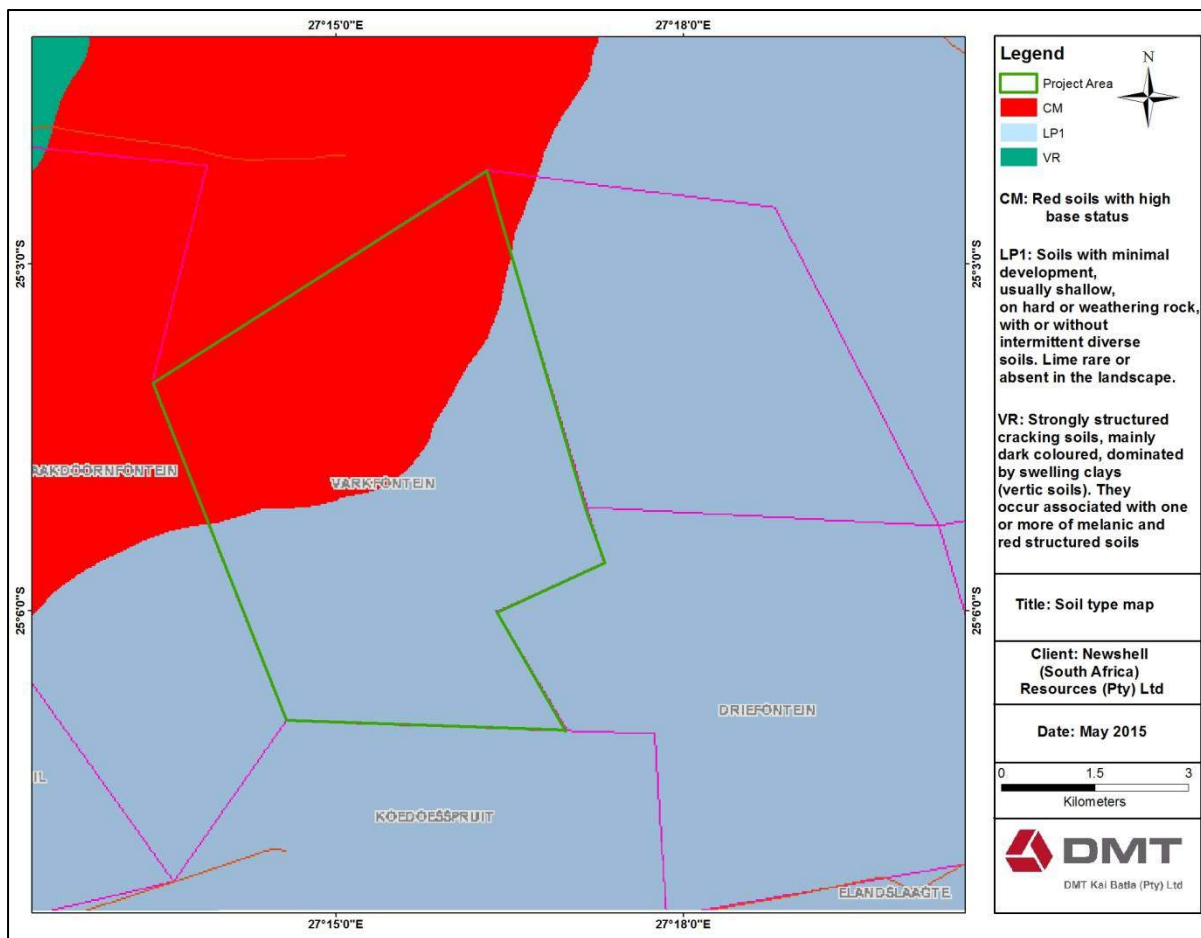 27°15'0"E
27°18'0"E
25°3'0"S
25°3'0"S
25°6'0"S
25°6'0"S
AAKDOORNFONTEIN
VARKFONTEIN
DRIEFONTEIN
IL
KOEDOESSPRUIT
ELANDSLAAGTE
27°15'0"E
27°18'0"E
Legend
N
Project Area
CM
LP1
VR
CM: Red soils with high
base status
LP1: Soils with minimal
development,
usually shallow,
on hard or weathering rock,
with or without
intermittent diverse
soils. Lime rare or
absent in the landscape.
VR: Strongly structured
cracking soils, mainly
dark coloured, dominated
by swelling clays
(vertic soils). They
occur associated with one
or more of melanic and
red structured soils
Title: Soil type map
Client: Newshell
(South Africa)
Resources (Pty) Ltd
Date: May 2015
0 1.5 3
Kilometers
DMT
DMT Kai Batla (Pty) Ltd